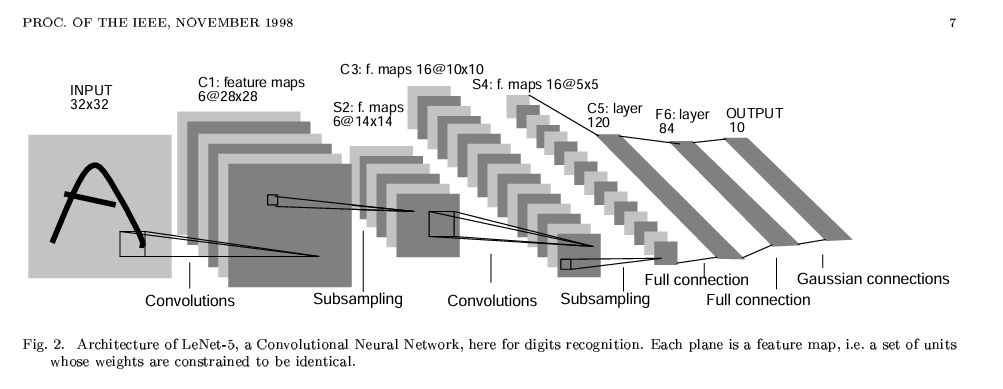 PROC. OF THE IEEE, NOVEMBER 1998
7
INPUT
32x32
C1: feature maps
6@28x28
C3: f. maps 16@10x10
S2: f. maps
6@14x14
S4: f. maps 16@5x5
C5: layer
120
F6: layer
84
OUTPUT
10
Convolutions
Subsampling
Convolutions
Subsampling
Full connection
Full connection
Gaussian connections
Fig. 2. Architecture of LeNet-5, a Convolutional Neural Network, here for digits recognition. Each plane is a feature map, i.e. a set of units
whose weights are constrained to be identical.